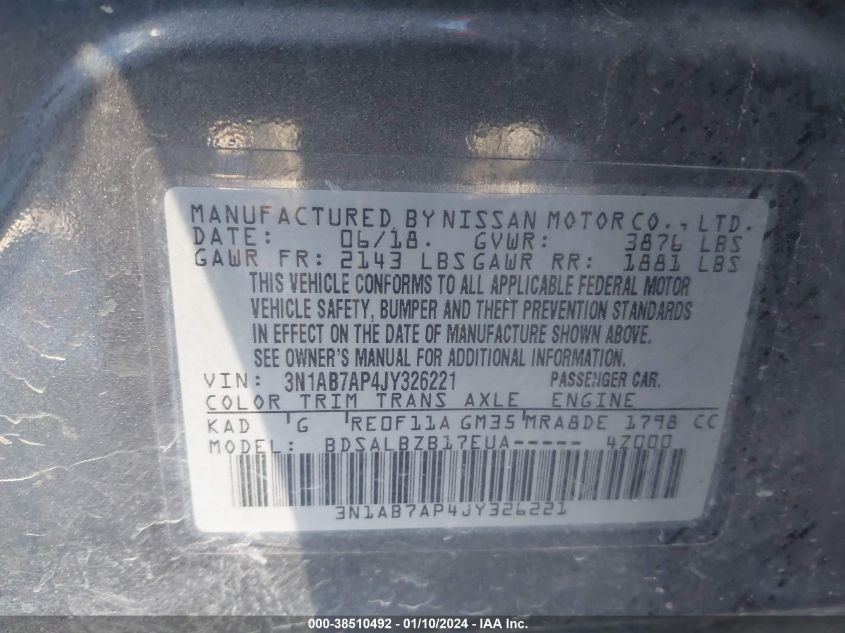 MANUFACTURED BY NISSAN MOTOR CO., LTD.
DATE: 06/18. GVWR: 3876 LBS
GAWR FR: 2143 LBS GAWR RR: 1881 LBS
THIS VEHICLE CONFORMS TO ALL APPLICABLE FEDERAL MOTOR
VEHICLE SAFETY, BUMPER AND THEFT PREVENTION STANDARDS
IN EFFECT ON THE DATE OF MANUFACTURE SHOWN ABOVE.
SEE OWNER'S MANUAL FOR ADDITIONAL INFORMATION.
VIN: 3N1AB7AP4JY326221 PASSENGER CAR.
COLOR TRIM TRANS AXLE ENGINE
KAD G RE0F11A GM35 MRA8DE 1798 CC
MODEL: BDSALBZB17EUA----- 4Z000
3N1AB7AP4JY326221
000-38510492 - 01/10/2024 - IAA Inc.